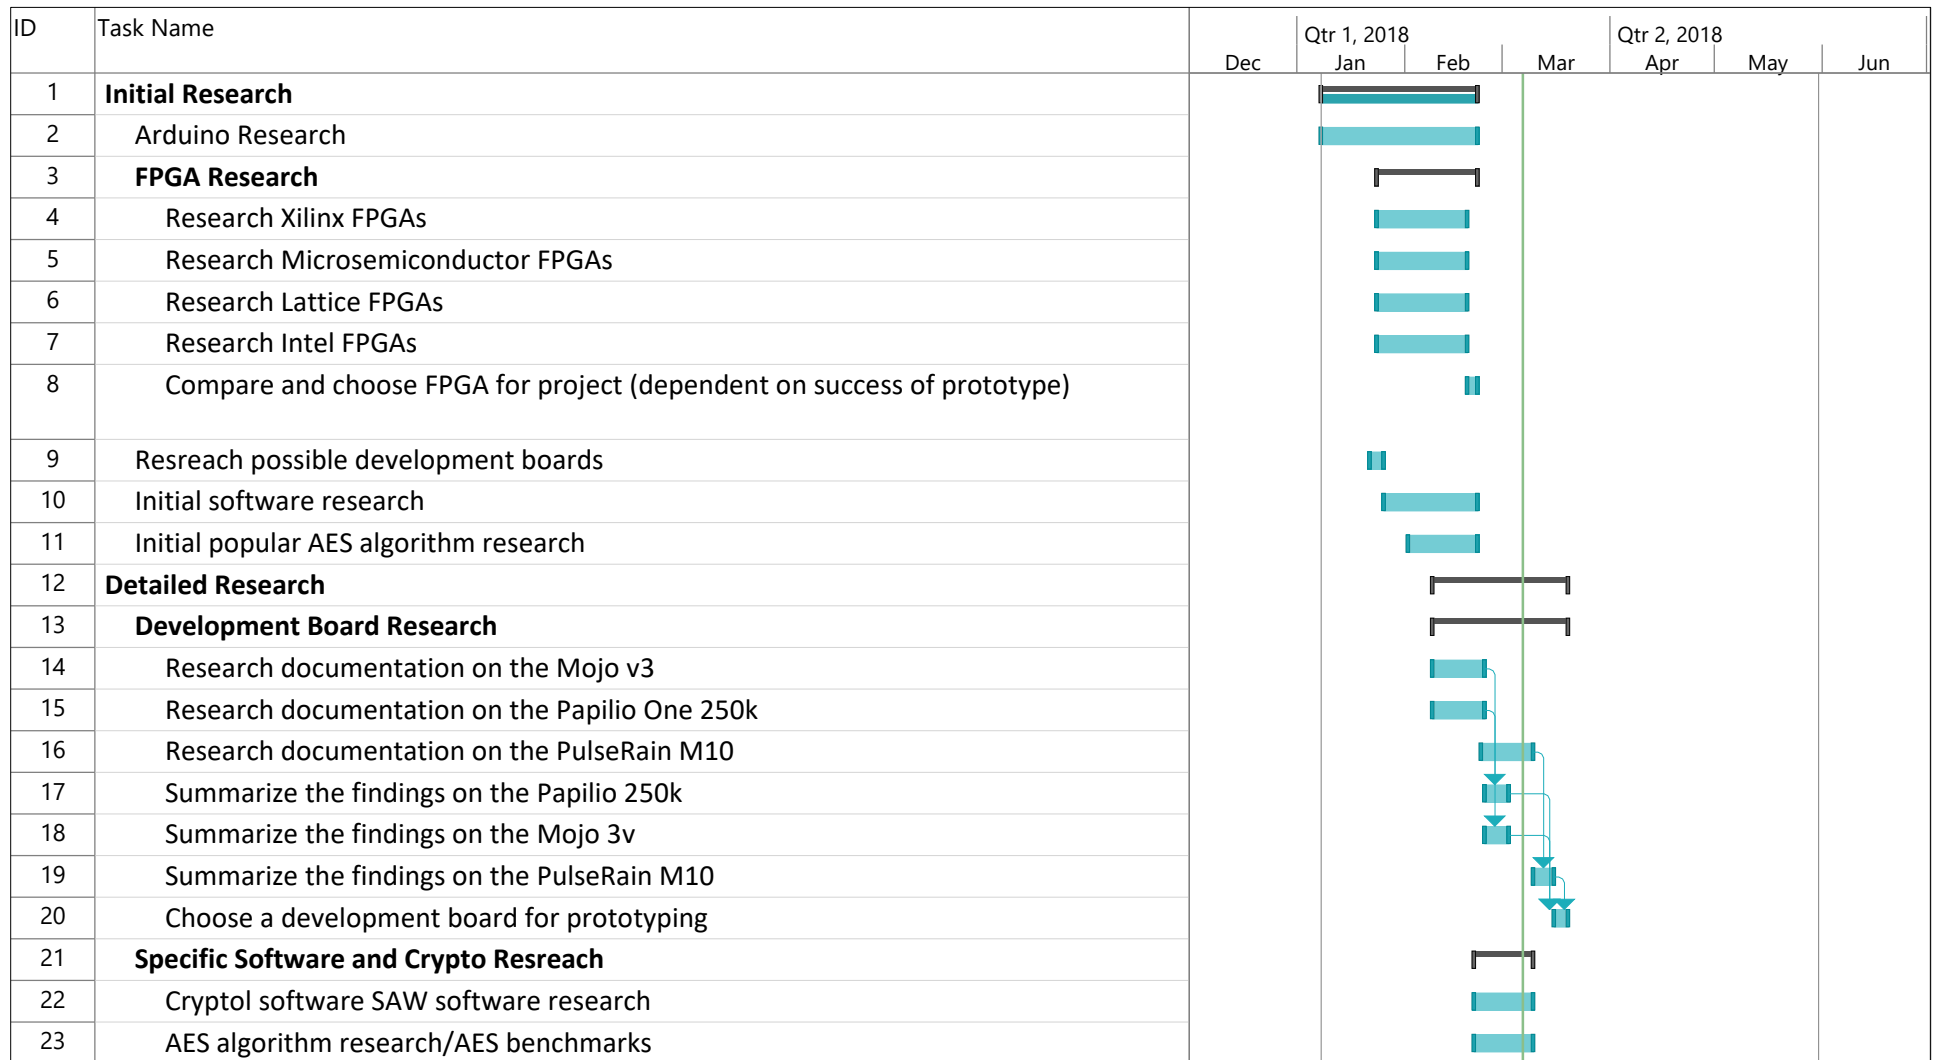 ID Task Name
Qtr 1, 2018 Qtr 2, 2018
Dec Jan Feb Mar Apr May Jun
1 Initial Research
2 Arduino Research
3 FPGA Research
4 Research Xilinx FPGAs
5 Research Microsemiconductor FPGAs
6 Research Lattice FPGAs
7 Research Intel FPGAs
8 Compare and choose FPGA for project (dependent on success of prototype)
9 Resreach possible development boards
10 Initial software research
11 Initial popular AES algorithm research
12 Detailed Research
13 Development Board Research
14 Research documentation on the Mojo v3
15 Research documentation on the Papilio One 250k
16 Research documentation on the PulseRain M10
17 Summarize the findings on the Papilio 250k
18 Summarize the findings on the Mojo 3v
19 Summarize the findings on the PulseRain M10
20 Choose a development board for prototyping
21 Specific Software and Crypto Resreach
22 Cryptol software SAW software research
23 AES algorithm research/AES benchmarks